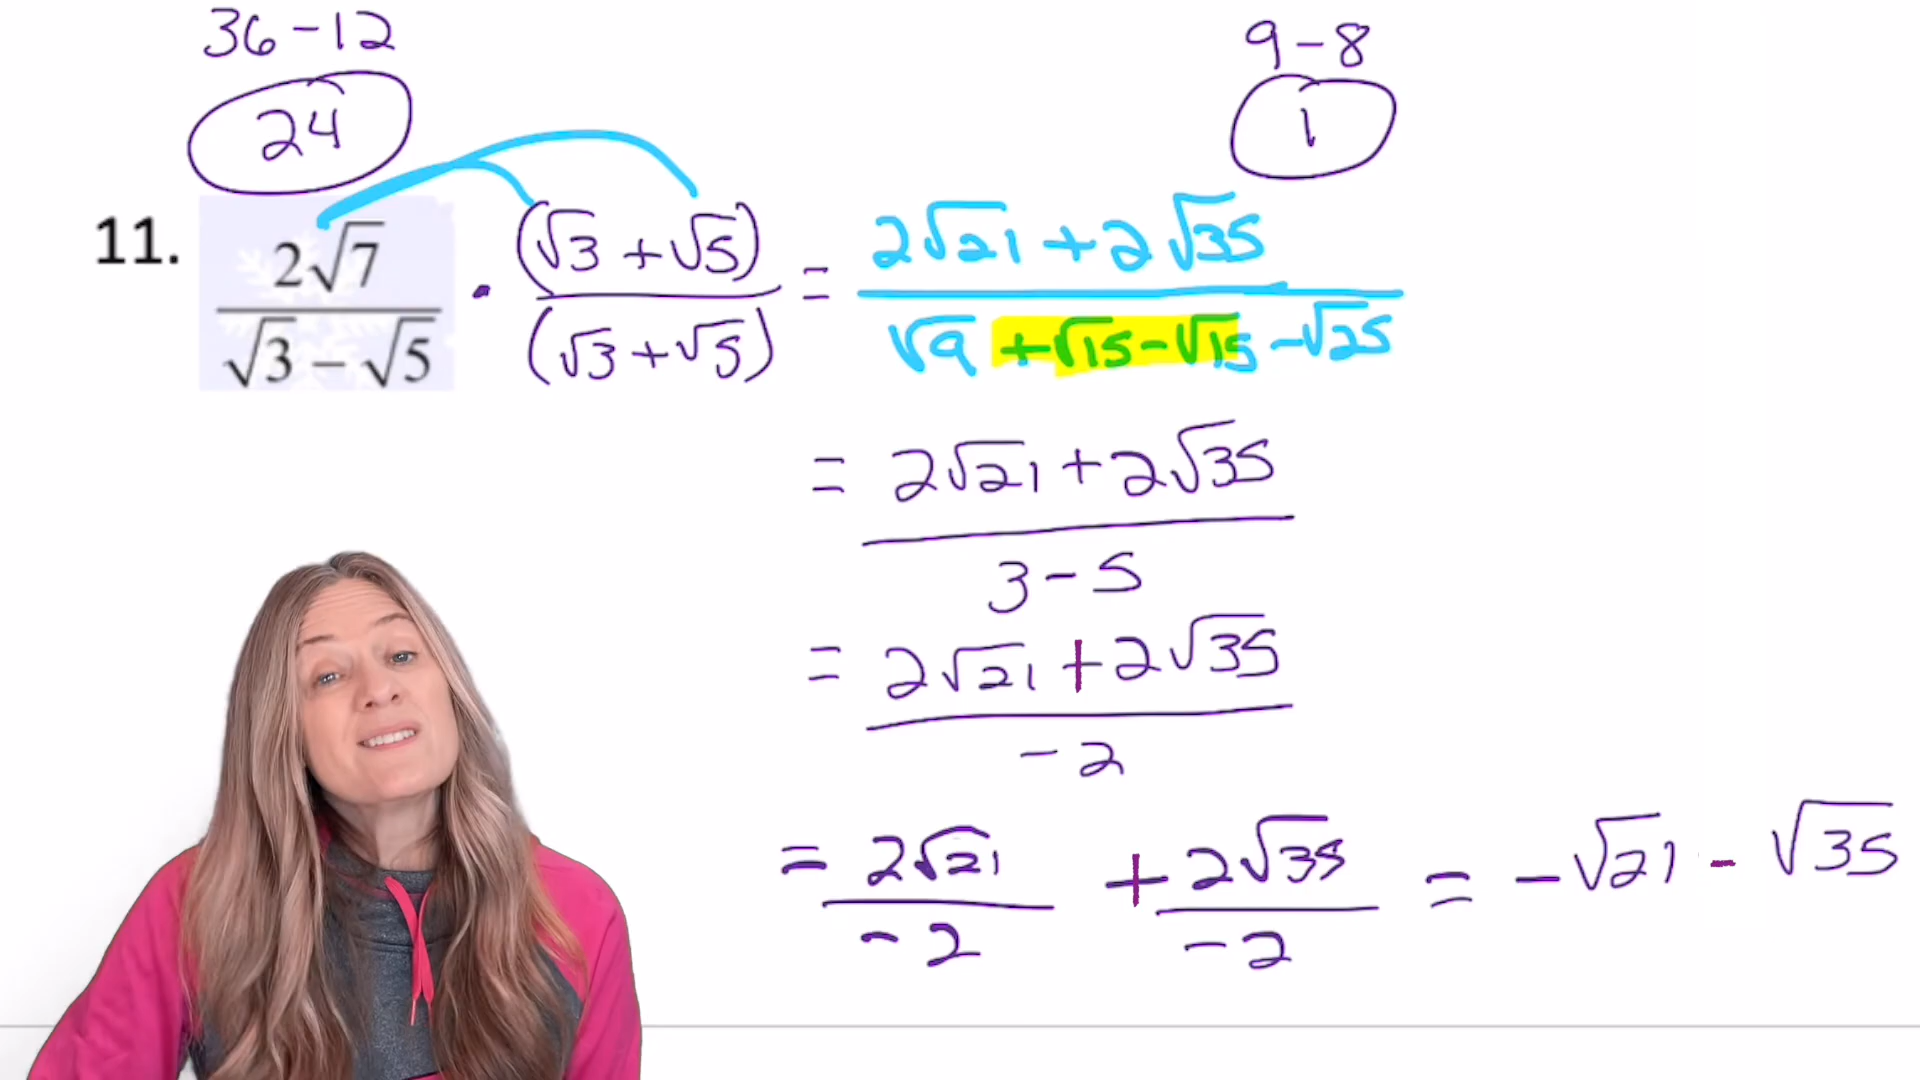 36 - 12
24
9 - 8
1
11. 2√7 / (√3 - √5) · (√3 + √5) / (√3 + √5) = (2√21 + 2√35) / (√9 + √15 - √15 - √25)
= (2√21 + 2√35) / (3 - 5)
= (2√21 + 2√35) / (-2)
= 2√21 / (-2) + 2√35 / (-2) = -√21 - √35